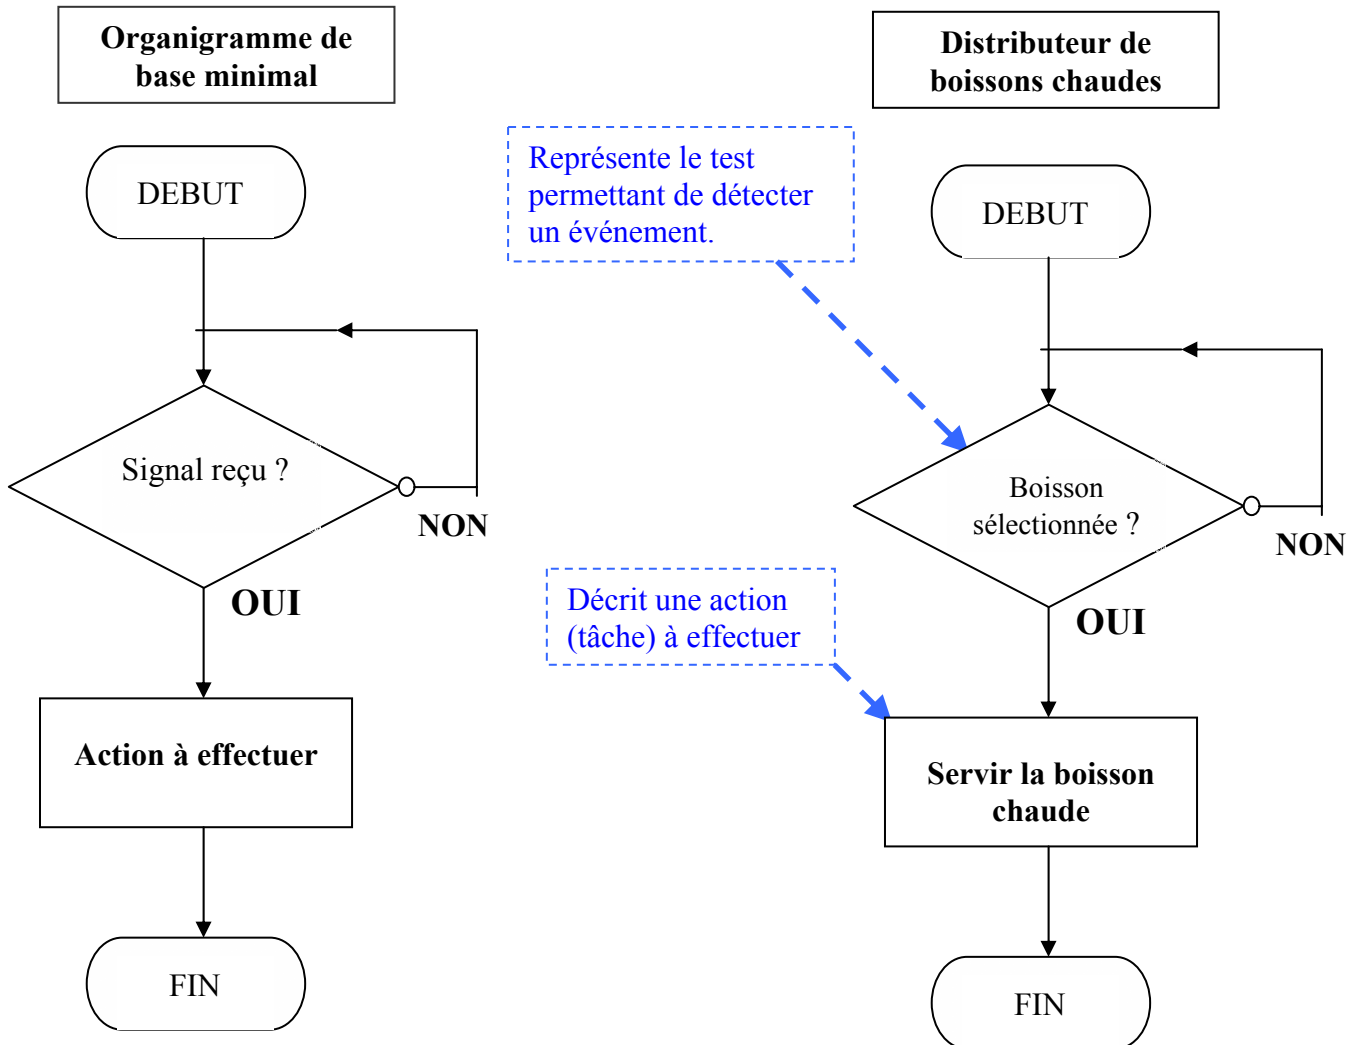 Organigramme de
base minimal
DEBUT
Signal reçu ?
NON
OUI
Action à effectuer
FIN
Représente le test
permettant de détecter
un événement.
Décrit une action
(tâche) à effectuer
Distributeur de
boissons chaudes
DEBUT
Boisson
sélectionnée ?
NON
OUI
Servir la boisson
chaude
FIN